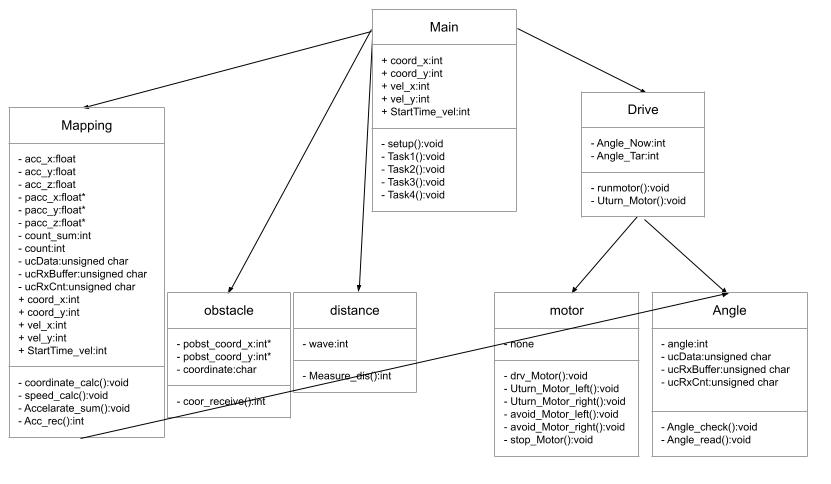 Main
+ coord_x:int
+ coord_y:int
+ vel_x:int
+ vel_y:int
+ StartTime_vel:int
- setup():void
- Task1():void
- Task2():void
- Task3():void
- Task4():void
Mapping
- acc_x:float
- acc_y:float
- acc_z:float
- pacc_x:float*
- pacc_y:float*
- pacc_z:float*
- count_sum:int
- count:int
- ucData:unsigned char
- ucRxBuffer:unsigned char
- ucRxCnt:unsigned char
+ coord_x:int
+ coord_y:int
+ vel_x:int
+ vel_y:int
+ StartTime_vel:int
- coordinate_calc():void
- speed_calc():void
- Accelarate_sum():void
- Acc_rec():int
Drive
- Angle_Now:int
- Angle_Tar:int
- runmotor():void
- Uturn_Motor():void
obstacle
- pobst_coord_x:int*
- pobst_coord_y:int*
- coordinate:char
- coor_receive():int
distance
- wave:int
- Measure_dis():int
motor
- none
- drv_Motor():void
- Uturn_Motor_left():void
- Uturn_Motor_right():void
- avoid_Motor_left():void
- avoid_Motor_right():void
- stop_Motor():void
Angle
- angle:int
- ucData:unsigned char
- ucRxBuffer:unsigned char
- ucRxCnt:unsigned char
- Angle_check():void
- Angle_read():void